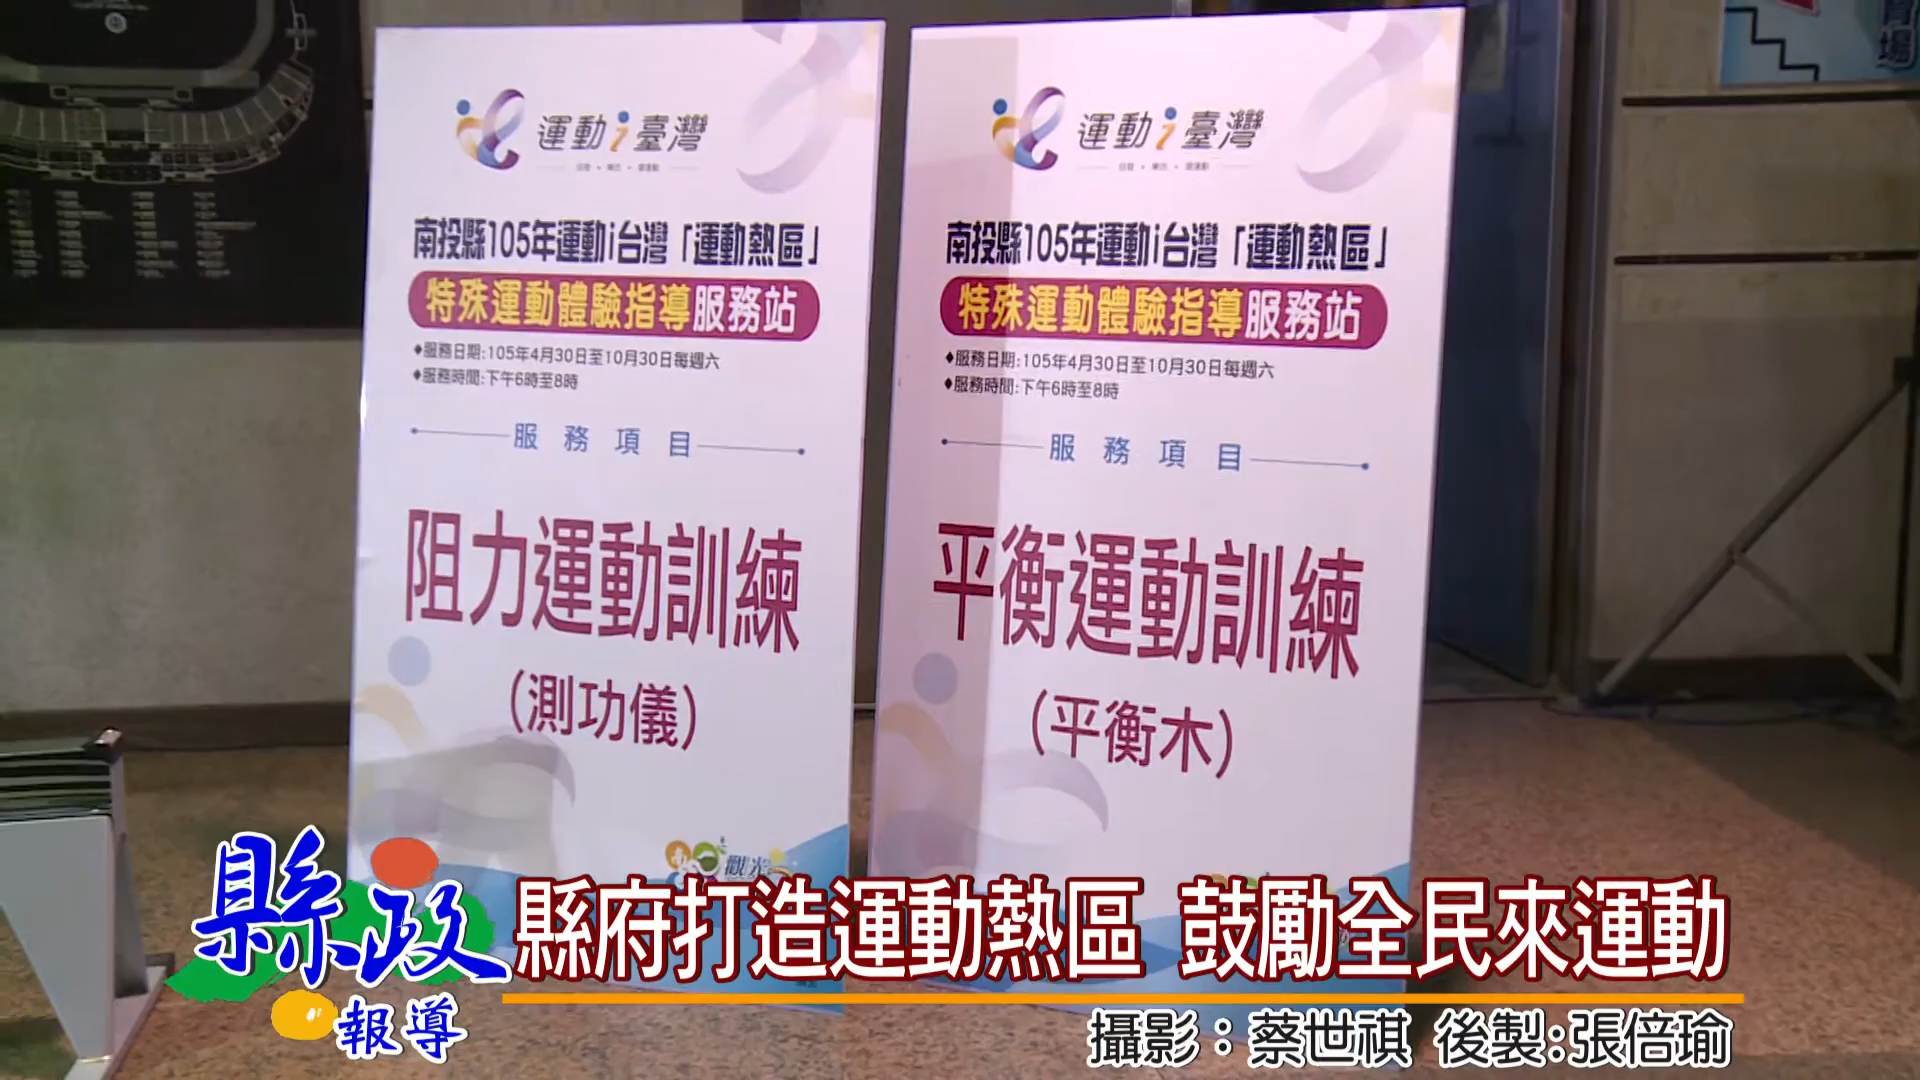 運動i臺灣
南投縣105年運動i台灣「運動熱區」
特殊運動體驗指導服務站
♦服務日期:105年4月30日至10月30日每週六
♦服務時間:下午6時至8時
服務項目
阻力運動訓練
(測功儀)
觀光
運動i臺灣
南投縣105年運動i台灣「運動熱區」
特殊運動體驗指導服務站
♦服務日期:105年4月30日至10月30日每週六
♦服務時間:下午6時至8時
服務項目
平衡運動訓練
(平衡木)
縣政
報導
縣府打造運動熱區 鼓勵全民來運動
攝影：蔡世祺 後製:張倍瑜